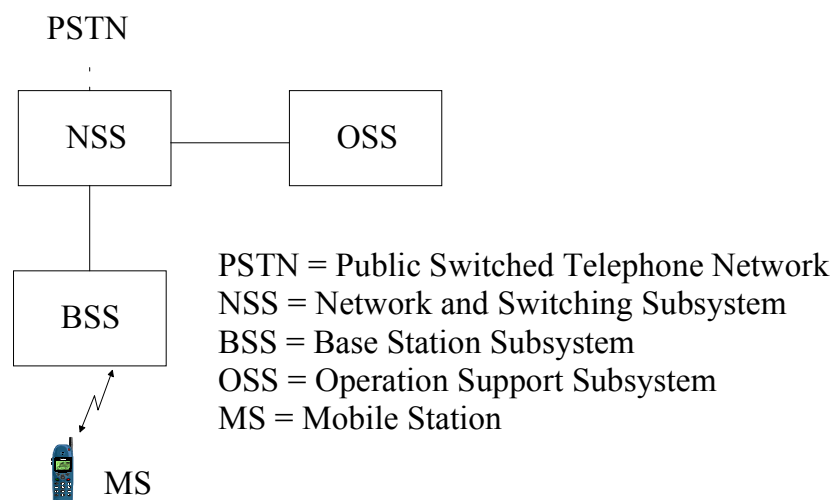 PSTN
NSS
OSS
BSS
PSTN = Public Switched Telephone Network
NSS = Network and Switching Subsystem
BSS = Base Station Subsystem
OSS = Operation Support Subsystem
MS = Mobile Station
MS